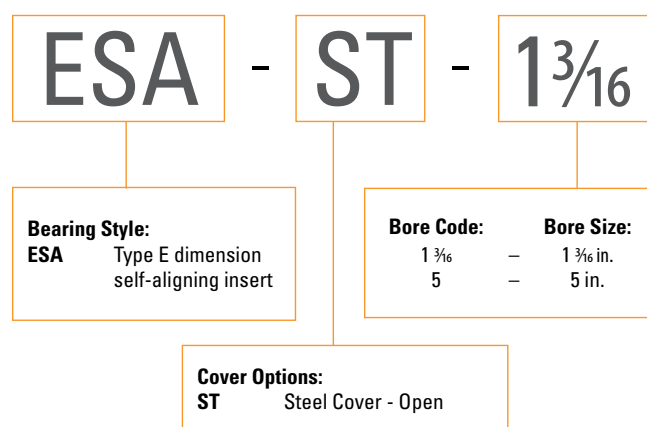 ESA - ST - 1 3⁄16
Bearing Style:
ESA Type E dimension
self-aligning insert
Bore Code: Bore Size:
1 3⁄16 – 1 3⁄16 in.
5 – 5 in.
Cover Options:
ST Steel Cover - Open